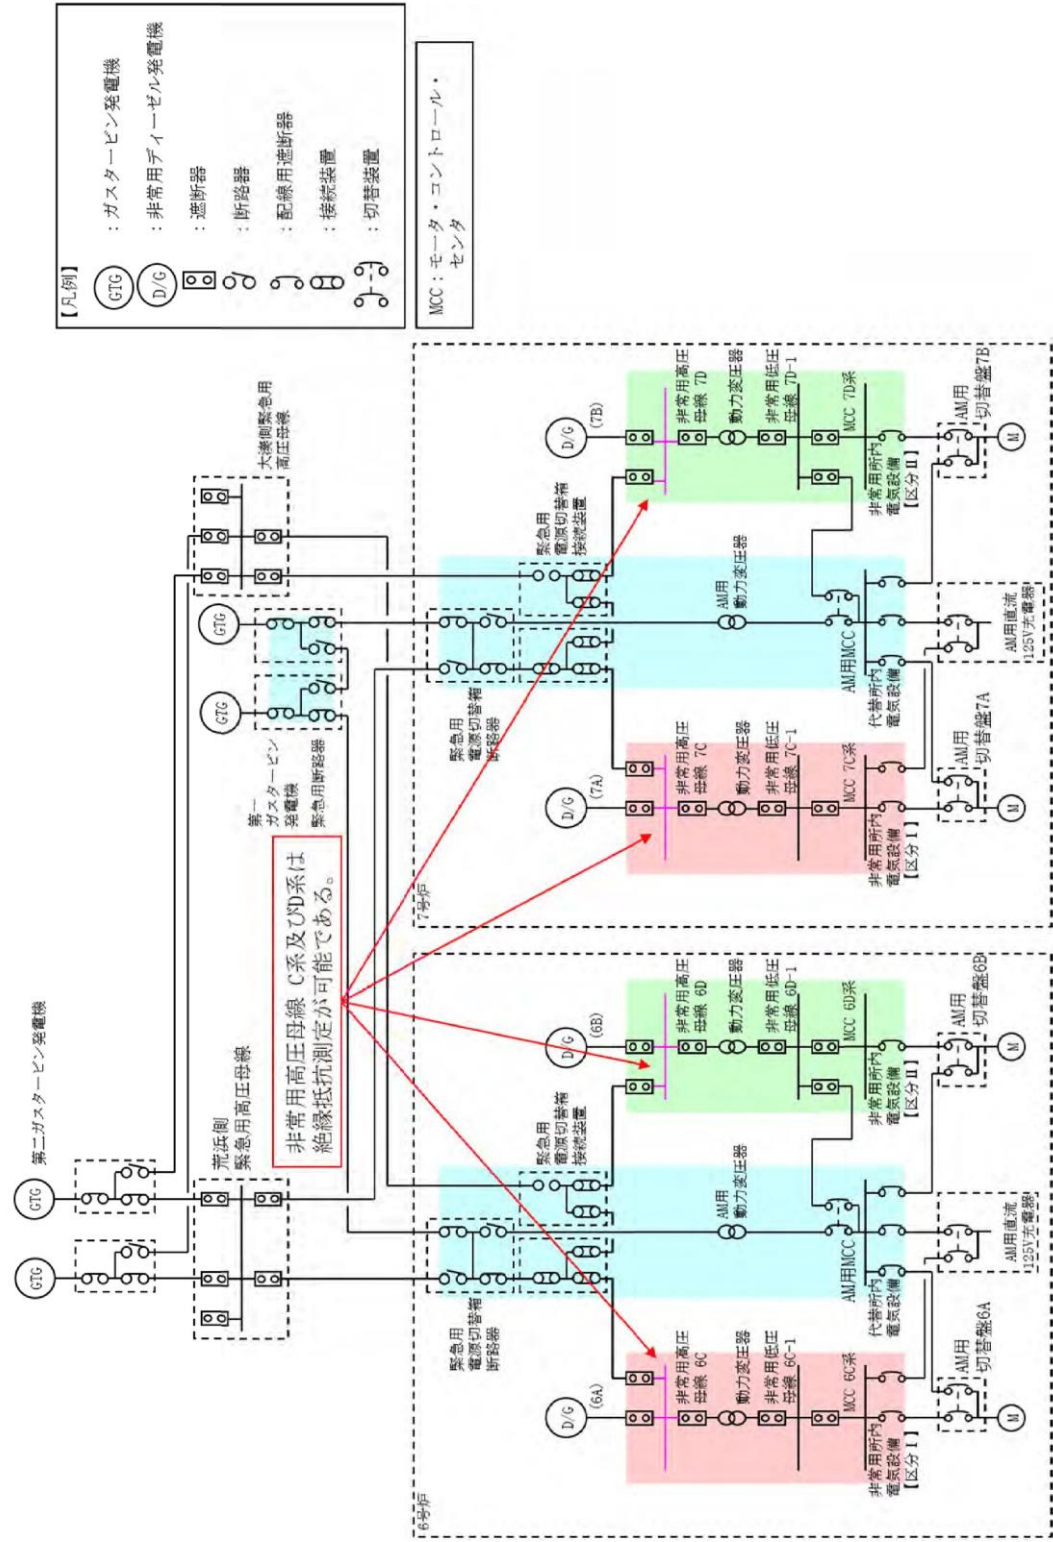 第二ガスタービン発電機
GTG
GTG
荒浜側
緊急用高圧母線
非常用高圧母線 C系及びD系は
絶縁抵抗測定が可能である。
第一
ガスタービン
発電機
緊急用断路器
GTG
GTG
大湊側緊急用
高圧母線
【凡例】
GTG :ガスタービン発電機
D/G :非常用ディーゼル発電機
:遮断器
:断路器
:配線用遮断器
:接続装置
:切替装置
MCC:モータ・コントロール・
センタ
6号炉
緊急用
電源切替箱
断路器
緊急用
電源切替箱
接続装置
D/G
(6A)
非常用高圧
母線 6C
動力変圧器
非常用低圧
母線 6C-1
MCC 6C系
非常用所内
電気設備
【区分Ⅰ】
AM用
切替盤6A
M
AM用
動力変圧器
AM用MCC
代替所内
電気設備
AM用直流
125V充電器
D/G
(6B)
非常用高圧
母線 6D
動力変圧器
非常用低圧
母線 6D-1
MCC 6D系
非常用所内
電気設備
【区分Ⅱ】
AM用
切替盤6B
M
7号炉
緊急用
電源切替箱
断路器
緊急用
電源切替箱
接続装置
D/G
(7A)
非常用高圧
母線 7C
動力変圧器
非常用低圧
母線 7C-1
MCC 7C系
非常用所内
電気設備
【区分Ⅰ】
AM用
切替盤7A
M
AM用
動力変圧器
AM用MCC
代替所内
電気設備
AM用直流
125V充電器
D/G
(7B)
非常用高圧
母線 7D
動力変圧器
非常用低圧
母線 7D-1
MCC 7D系
非常用所内
電気設備
【区分Ⅱ】
AM用
切替盤7B
M